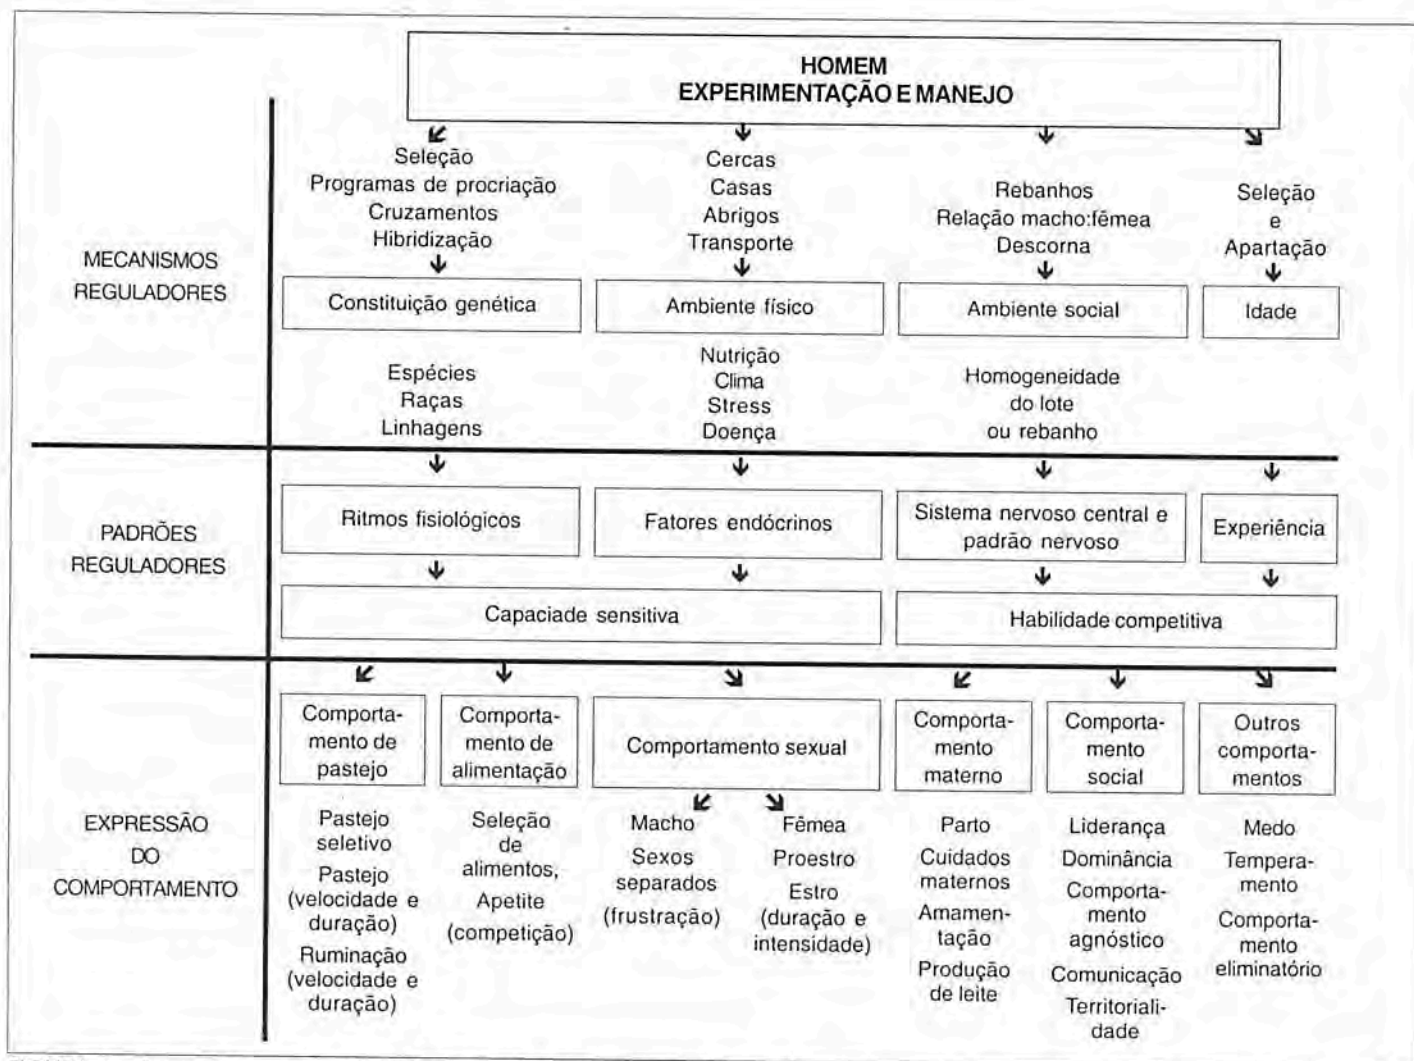 HOMEM
EXPERIMENTAÇÃO E MANEJO
MECANISMOS
REGULADORES
Seleção
Programas de procriação
Cruzamentos
Hibridização
Constituição genética
Espécies
Raças
Linhagens
Cercas
Casas
Abrigos
Transporte
Ambiente físico
Nutrição
Clima
Stress
Doença
Rebanhos
Relação macho:fêmea
Descorna
Ambiente social
Homogeneidade
do lote
ou rebanho
Seleção
e
Apartação
Idade
PADRÕES
REGULADORES
Ritmos fisiológicos
Fatores endócrinos
Sistema nervoso central e
padrão nervoso
Experiência
Capaciade sensitiva
Habilidade competitiva
EXPRESSÃO
DO
COMPORTAMENTO
Comporta-
mento de
pastejo
Pastejo
seletivo
Pastejo
(velocidade e
duração)
Ruminação
(velocidade e
duração)
Comporta-
mento de
alimentação
Seleção
de
alimentos,
Apetite
(competição)
Comportamento sexual
Macho
Sexos
separados
(frustração)
Fêmea
Proestro
Estro
(duração e
intensidade)
Comporta-
mento
materno
Parto
Cuidados
maternos
Amamen-
tação
Produção
de leite
Comporta-
mento
social
Liderança
Dominância
Comporta-
mento
agnóstico
Comunicação
Territoriali-
dade
Outros
comporta-
mentos
Medo
Tempera-
mento
Comporta-
mento
eliminatório